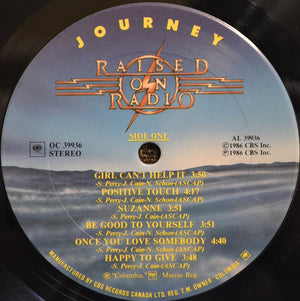 JOURNEY
RAISED
ON
RADIO
SIDE ONE
OC 39936
STEREO
AL 39936
℗1986 CBS Inc.
©1986 CBS Inc.
GIRL CAN'T HELP IT 3:50
-S. Perry-J. Cain-N. Schon-(ASCAP)
POSITIVE TOUCH 4:17
-S. Perry-J. Cain-N. Schon-(ASCAP)
SUZANNE 3:51
-S. Perry-J. Cain-(ASCAP)
BE GOOD TO YOURSELF 3:51
-S. Perry-J. Cain-N. Schon-(ASCAP)
ONCE YOU LOVE SOMEBODY 4:40
-S. Perry-J. Cain-N. Schon-(ASCAP)
HAPPY TO GIVE 3:48
-S. Perry-J. Cain-(ASCAP)
"Columbia," Marcas Reg.
MANUFACTURED BY CBS RECORDS CANADA LTD. REG'D. T.M. OWNER-COLUMBIA